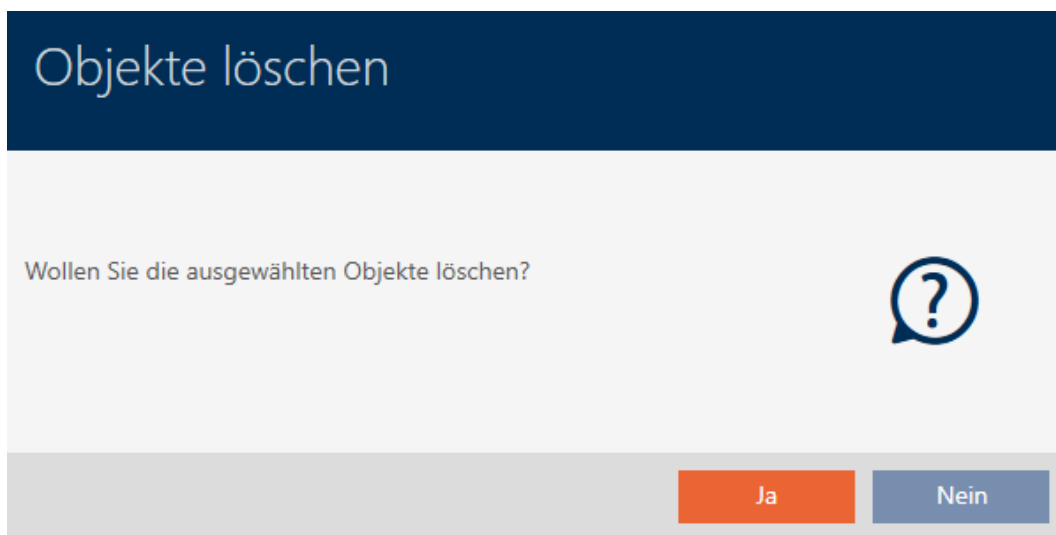 Objekte löschen
Wollen Sie die ausgewählten Objekte löschen?
?
Ja
Nein